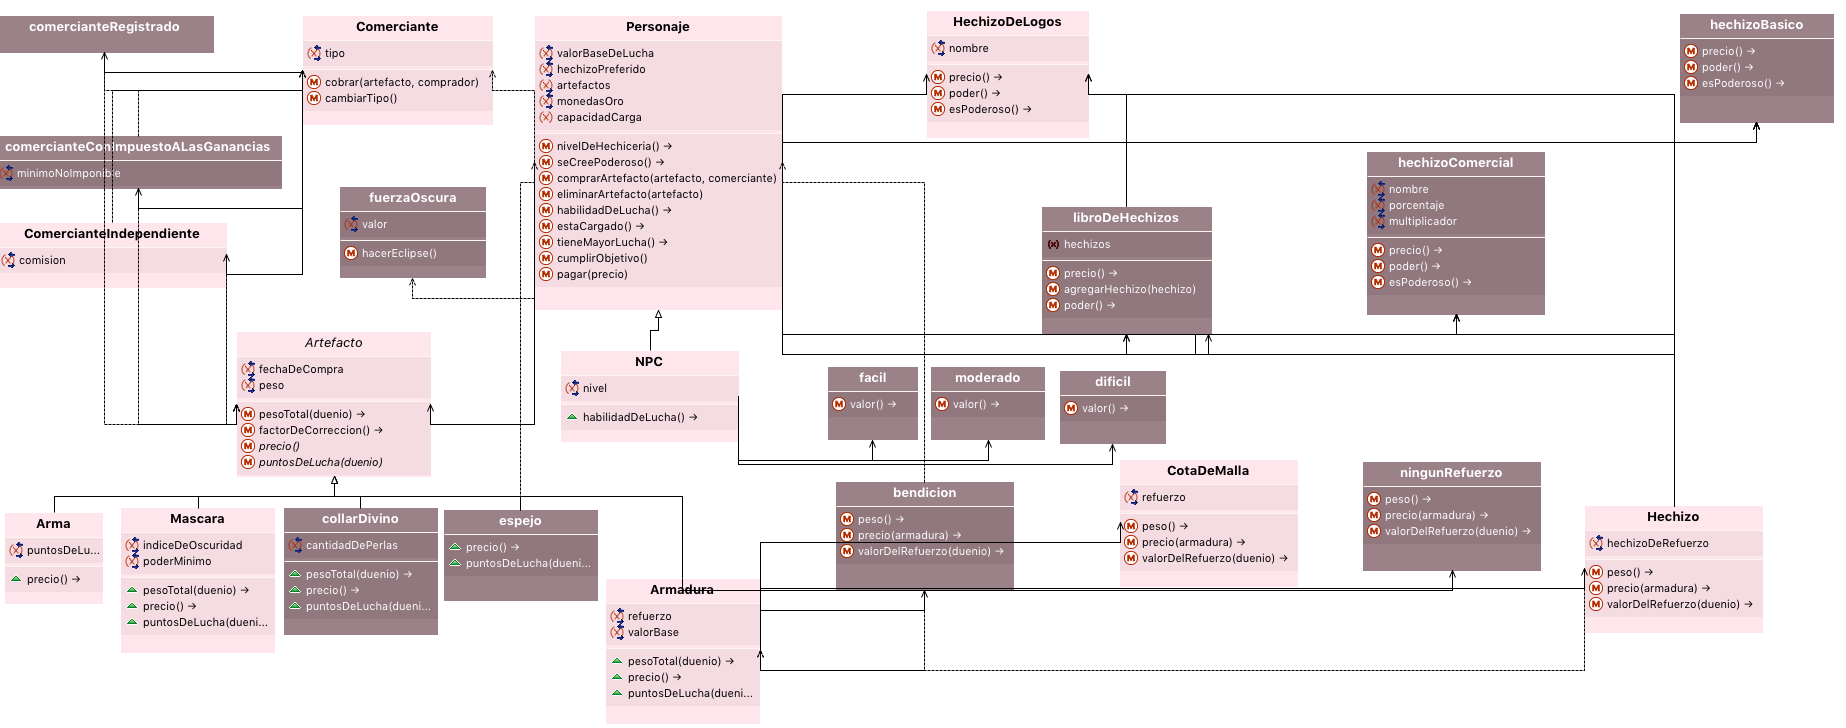 comercianteRegistrado
Comerciante
tipo
cobrar(artefacto, comprador)
cambiarTipo()
Personaje
valorBaseDeLucha
hechizoPreferido
artefactos
monedasOro
capacidadCarga
nivelDeHechiceria() →
seCreePoderoso() →
comprarArtefacto(artefacto, comerciante)
eliminarArtefacto(artefacto)
habilidadDeLucha() →
estaCargado() →
tieneMayorLucha() →
cumplirObjetivo()
pagar(precio)
HechizoDeLogos
nombre
precio() →
poder() →
esPoderoso() →
hechizoBasico
precio() →
poder() →
esPoderoso() →
comercianteConImpuestoALasGanancias
minimoNoImponible
ComercianteIndependiente
comision
fuerzaOscura
valor
hacerEclipse()
libroDeHechizos
hechizos
precio() →
agregarHechizo(hechizo)
poder() →
hechizoComercial
nombre
porcentaje
multiplicador
precio() →
poder() →
esPoderoso() →
Artefacto
fechaDeCompra
peso
pesoTotal(duenio) →
factorDeCorreccion() →
precio()
puntosDeLucha(duenio)
NPC
nivel
habilidadDeLucha() →
facil
valor() →
moderado
valor() →
dificil
valor() →
Arma
puntosDeLu...
precio() →
Mascara
indiceDeOscuridad
poderMinimo
pesoTotal(duenio) →
precio() →
puntosDeLucha(dueni...
collarDivino
cantidadDePerlas
pesoTotal(duenio) →
precio() →
puntosDeLucha(dueni...
espejo
precio() →
puntosDeLucha(dueni...
Armadura
refuerzo
valorBase
pesoTotal(duenio) →
precio() →
puntosDeLucha(dueni...
bendicion
peso() →
precio(armadura) →
valorDelRefuerzo(duenio) →
CotaDeMalla
refuerzo
peso() →
precio(armadura) →
valorDelRefuerzo(duenio) →
ningunRefuerzo
peso() →
precio(armadura) →
valorDelRefuerzo(duenio) →
Hechizo
hechizoDeRefuerzo
peso() →
precio(armadura) →
valorDelRefuerzo(duenio) →